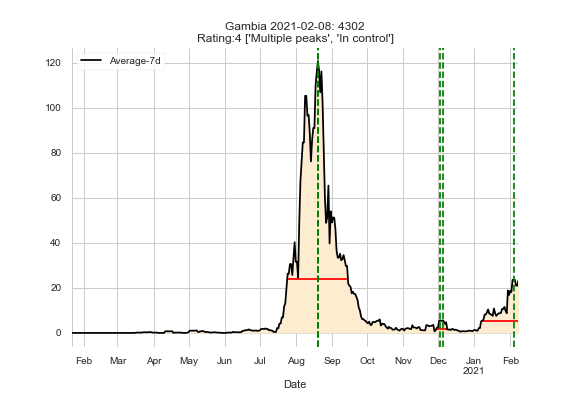 Gambia 2021-02-08: 4302
Rating:4 ['Multiple peaks', 'In control']
Average-7d
120
100
80
60
40
20
0
Feb Mar Apr May Jun Jul Aug Sep Oct Nov Dec Jan Feb
2021
Date